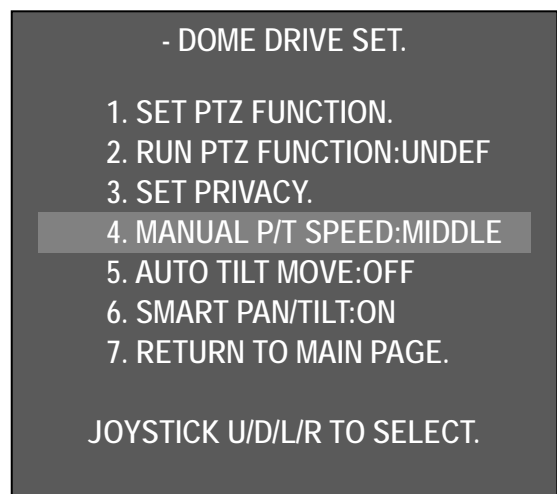 - DOME DRIVE SET.
1. SET PTZ FUNCTION.
2. RUN PTZ FUNCTION:UNDEF
3. SET PRIVACY.
4. MANUAL P/T SPEED:MIDDLE
5. AUTO TILT MOVE:OFF
6. SMART PAN/TILT:ON
7. RETURN TO MAIN PAGE.
JOYSTICK U/D/L/R TO SELECT.